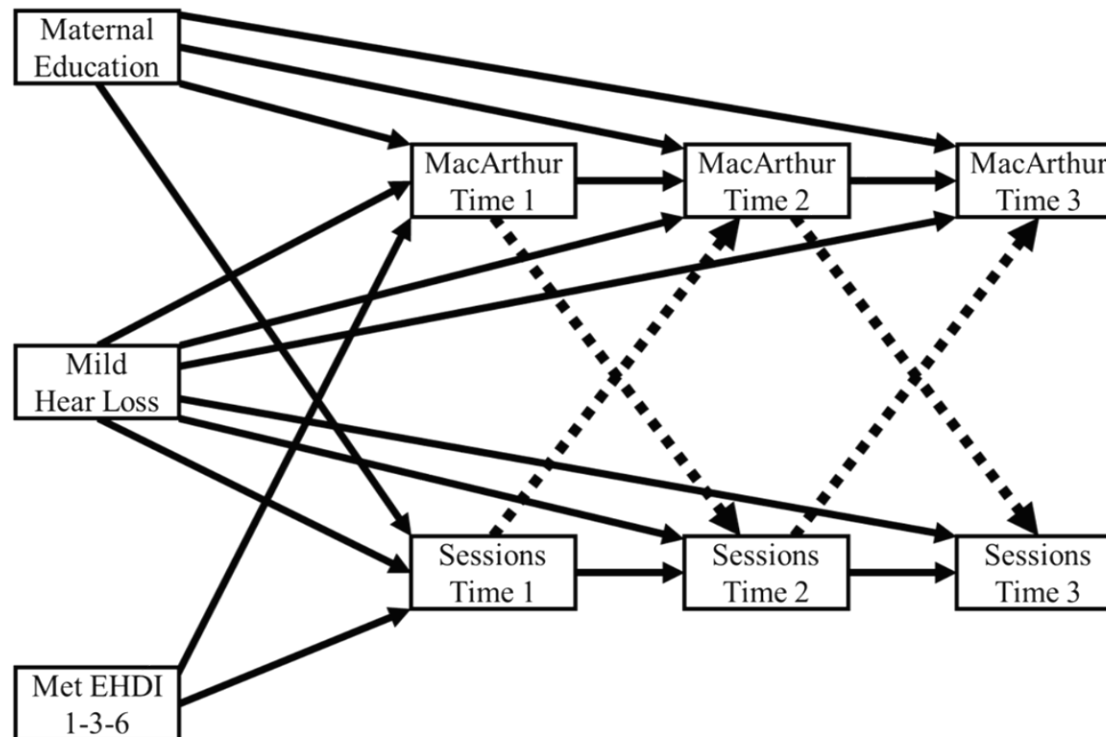 Maternal
Education
MacArthur
Time 1
MacArthur
Time 2
MacArthur
Time 3
Mild
Hear Loss
Sessions
Time 1
Sessions
Time 2
Sessions
Time 3
Met EHDI
1-3-6